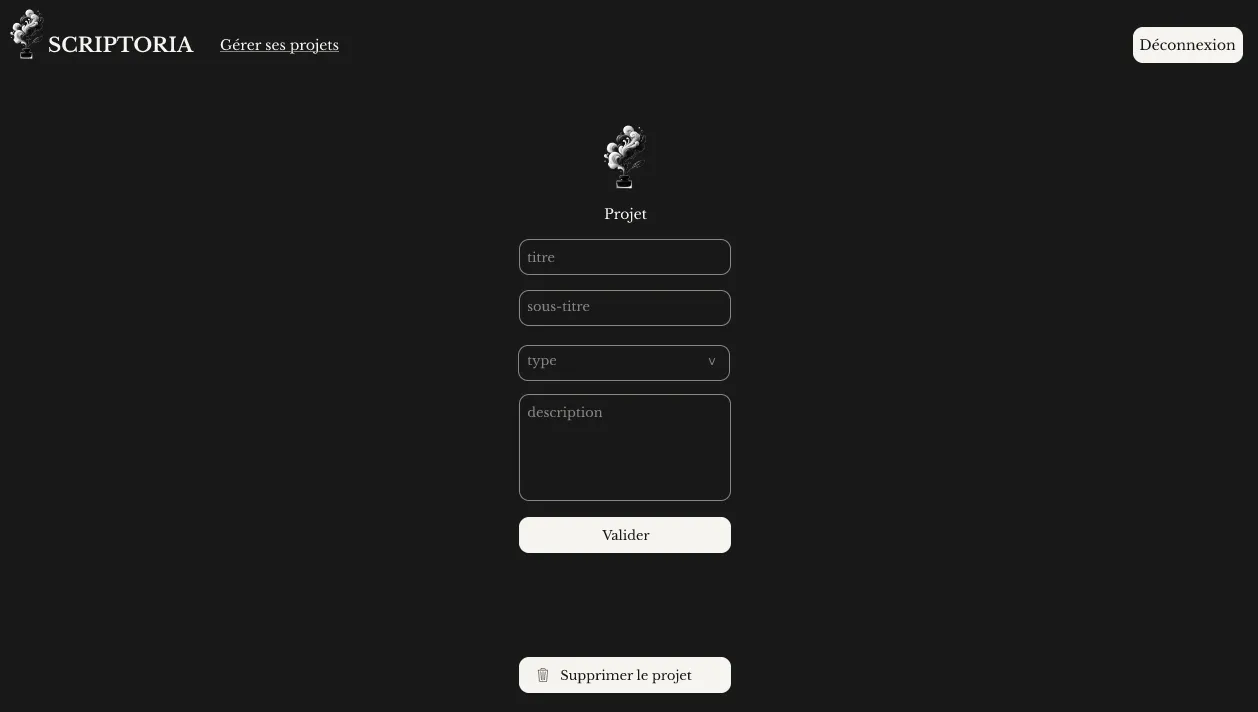 SCRIPTORIA
Gérer ses projets
Déconnexion
Projet
titre
sous-titre
type
v
description
Valider
Supprimer le projet